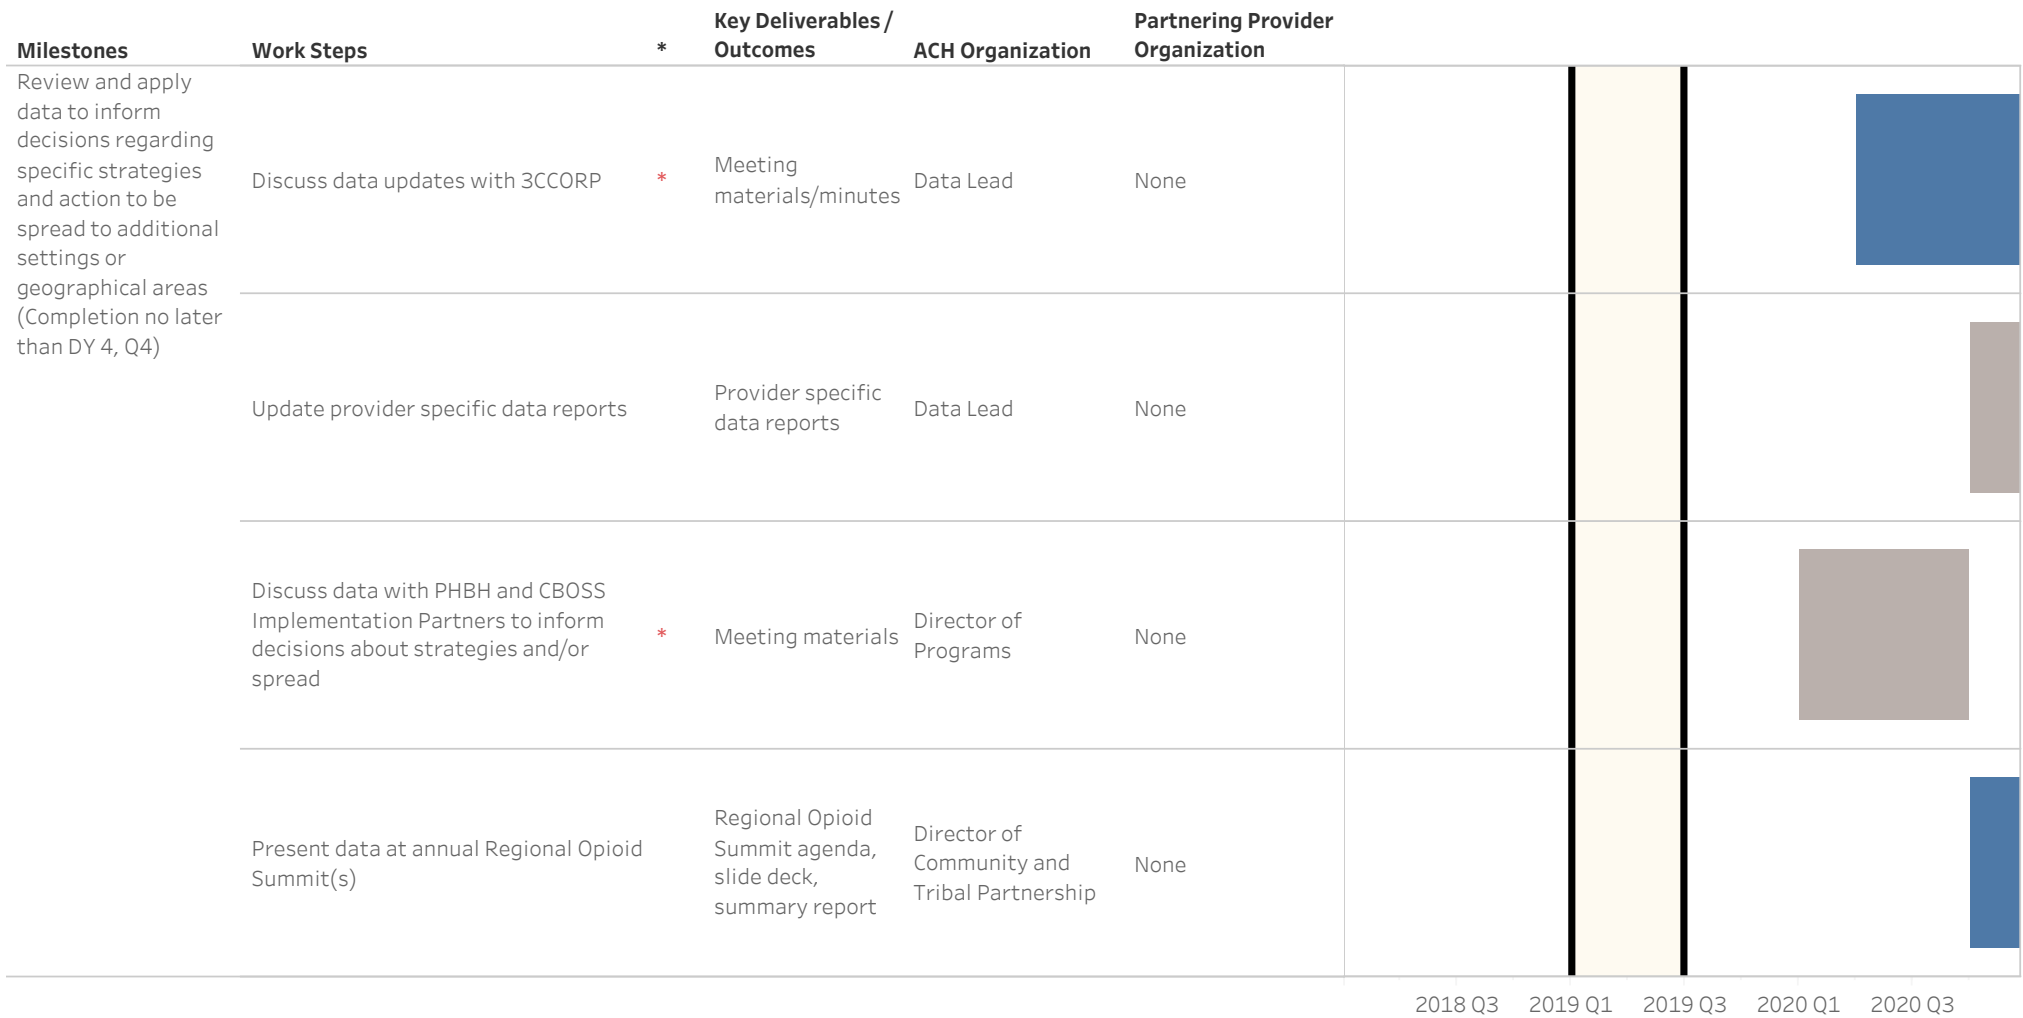 Milestones
Work Steps
*
Key Deliverables /
Outcomes
ACH Organization
Partnering Provider
Organization
Review and apply
data to inform
decisions regarding
specific strategies
and action to be
spread to additional
settings or
geographical areas
(Completion no later
than DY 4, Q4)
Discuss data updates with 3CCORP
*
Meeting
materials/minutes
Data Lead
None
Update provider specific data reports
Provider specific
data reports
Data Lead
None
Discuss data with PHBH and CBOSS
Implementation Partners to inform
decisions about strategies and/or
spread
*
Meeting materials
Director of
Programs
None
Present data at annual Regional Opioid
Summit(s)
Regional Opioid
Summit agenda,
slide deck,
summary report
Director of
Community and
Tribal Partnership
None
2018 Q3
2019 Q1
2019 Q3
2020 Q1
2020 Q3